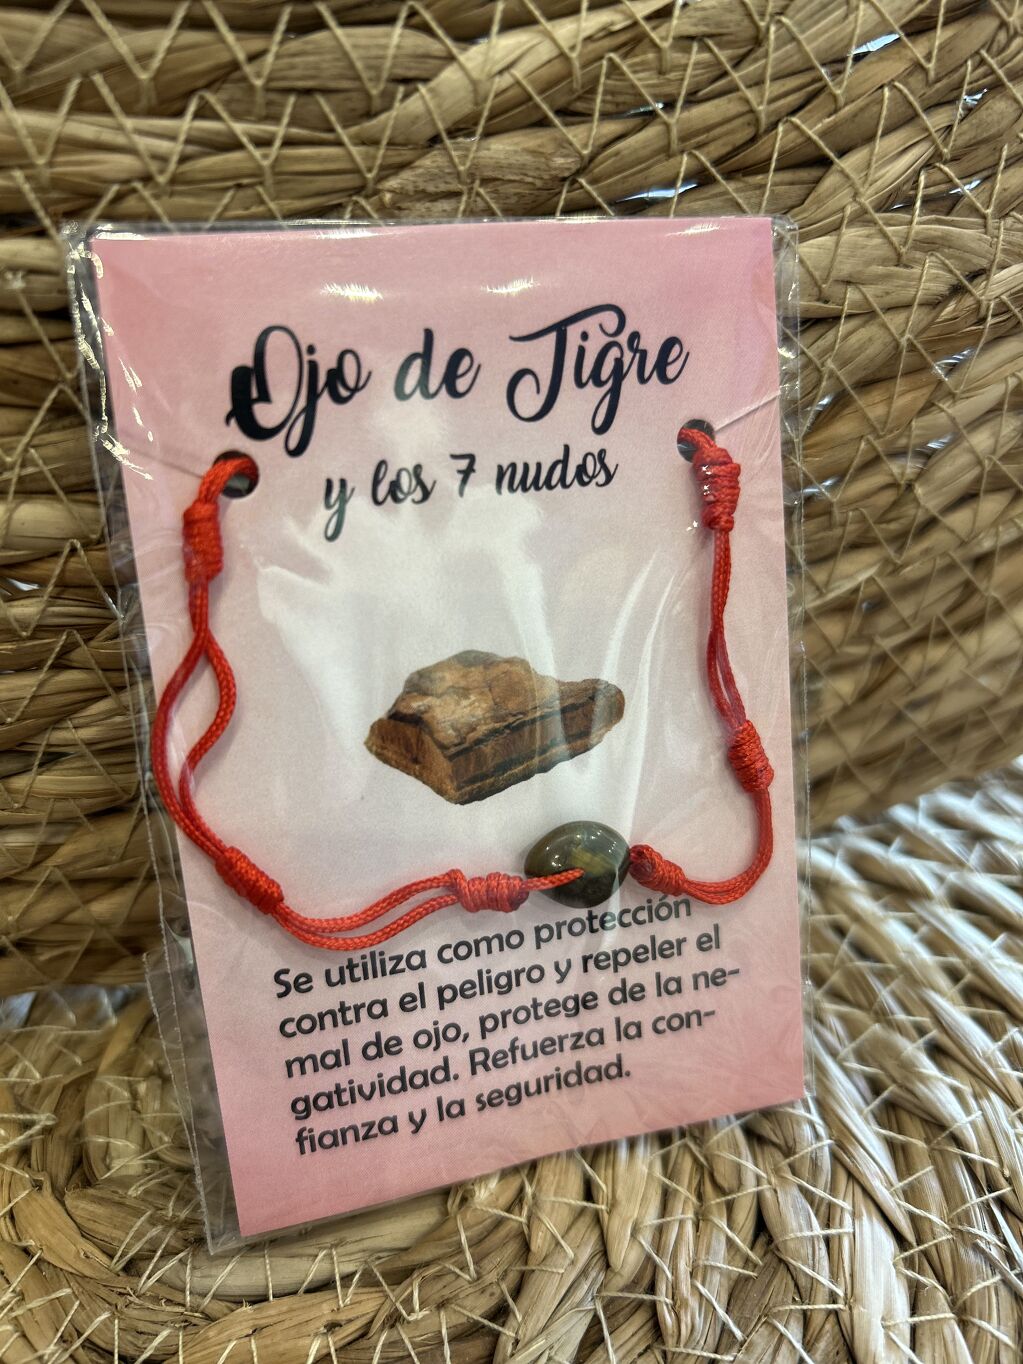 Ojo de Tigre
y los 7 nudos
Se utiliza como protección
contra el peligro y repeler el
mal de ojo, protege de la ne-
gatividad. Refuerza la con-
fianza y la seguridad.